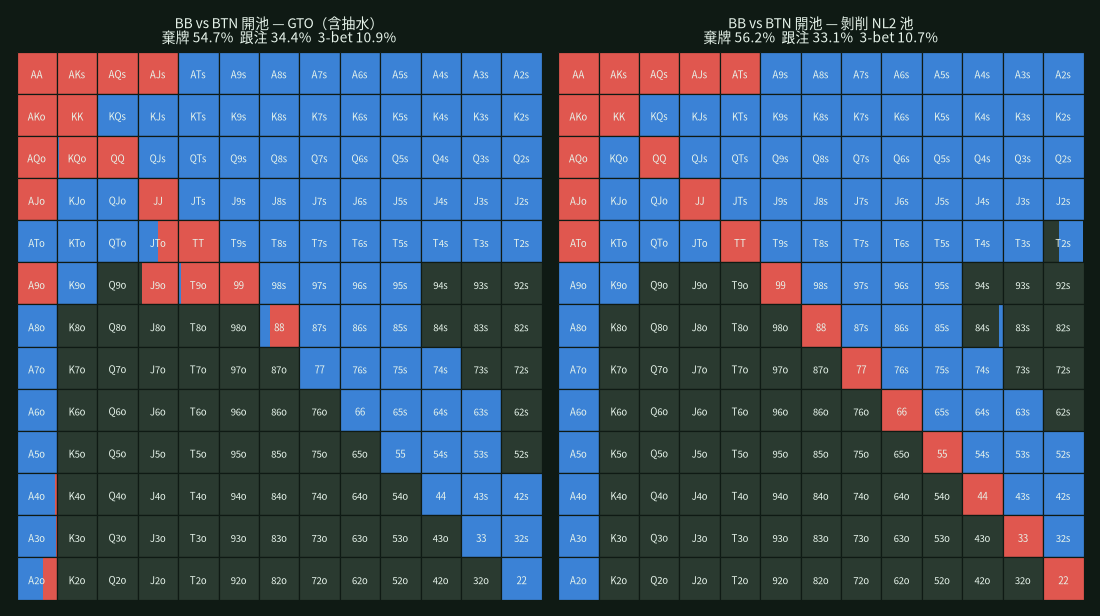 BB vs BTN 開池 — GTO（含抽水）
棄牌 54.7% 跟注 34.4% 3-bet 10.9%
AA AKs AQs AJs ATs A9s A8s A7s A6s A5s A4s A3s A2s
AKo KK KQs KJs KTs K9s K8s K7s K6s K5s K4s K3s K2s
AQo KQo QQ QJs QTs Q9s Q8s Q7s Q6s Q5s Q4s Q3s Q2s
AJo KJo QJo JJ JTs J9s J8s J7s J6s J5s J4s J3s J2s
ATo KTo QTo JTo TT T9s T8s T7s T6s T5s T4s T3s T2s
A9o K9o Q9o J9o T9o 99 98s 97s 96s 95s 94s 93s 92s
A8o K8o Q8o J8o T8o 98o 88 87s 86s 85s 84s 83s 82s
A7o K7o Q7o J7o T7o 97o 87o 77 76s 75s 74s 73s 72s
A6o K6o Q6o J6o T6o 96o 86o 76o 66 65s 64s 63s 62s
A5o K5o Q5o J5o T5o 95o 85o 75o 65o 55 54s 53s 52s
A4o K4o Q4o J4o T4o 94o 84o 74o 64o 54o 44 43s 42s
A3o K3o Q3o J3o T3o 93o 83o 73o 63o 53o 43o 33 32s
A2o K2o Q2o J2o T2o 92o 82o 72o 62o 52o 42o 32o 22
BB vs BTN 開池 — 剝削 NL2 池
棄牌 56.2% 跟注 33.1% 3-bet 10.7%
AA AKs AQs AJs ATs A9s A8s A7s A6s A5s A4s A3s A2s
AKo KK KQs KJs KTs K9s K8s K7s K6s K5s K4s K3s K2s
AQo KQo QQ QJs QTs Q9s Q8s Q7s Q6s Q5s Q4s Q3s Q2s
AJo KJo QJo JJ JTs J9s J8s J7s J6s J5s J4s J3s J2s
ATo KTo QTo JTo TT T9s T8s T7s T6s T5s T4s T3s T2s
A9o K9o Q9o J9o T9o 99 98s 97s 96s 95s 94s 93s 92s
A8o K8o Q8o J8o T8o 98o 88 87s 86s 85s 84s 83s 82s
A7o K7o Q7o J7o T7o 97o 87o 77 76s 75s 74s 73s 72s
A6o K6o Q6o J6o T6o 96o 86o 76o 66 65s 64s 63s 62s
A5o K5o Q5o J5o T5o 95o 85o 75o 65o 55 54s 53s 52s
A4o K4o Q4o J4o T4o 94o 84o 74o 64o 54o 44 43s 42s
A3o K3o Q3o J3o T3o 93o 83o 73o 63o 53o 43o 33 32s
A2o K2o Q2o J2o T2o 92o 82o 72o 62o 52o 42o 32o 22